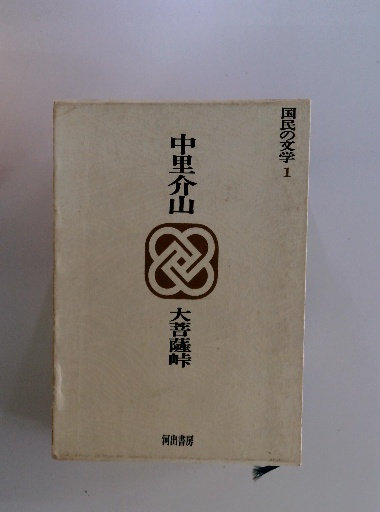 国民の文学 1
中里介山
大菩薩峠
河出書房